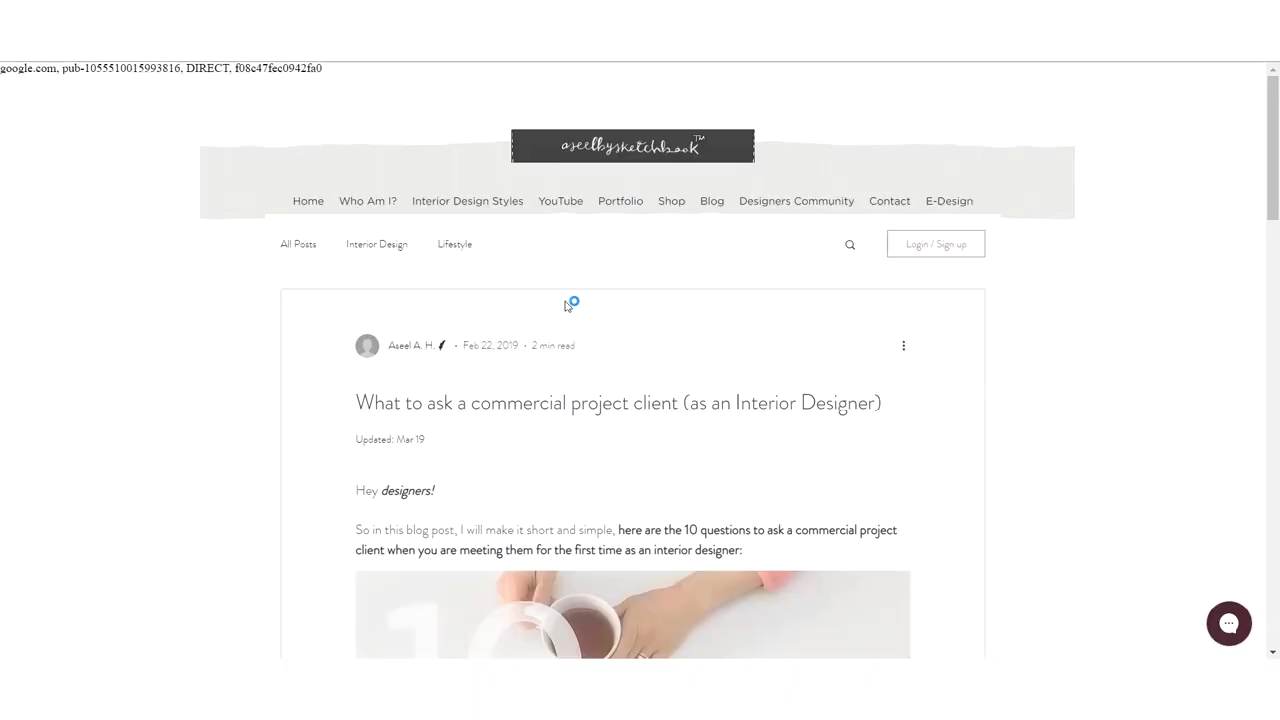 google.com, pub-1055510015993816, DIRECT, f08c47fec0942fa0
aseelbysketchbook™
Home Who Am I? Interior Design Styles YouTube Portfolio Shop Blog Designers Community Contact E-Design
All Posts Interior Design Lifestyle Login / Sign up
Aseel A. H. · Feb 22, 2019 · 2 min read
What to ask a commercial project client (as an Interior Designer)
Updated: Mar 19
Hey designers!
So in this blog post, I will make it short and simple, here are the 10 questions to ask a commercial project
client when you are meeting them for the first time as an interior designer:
10